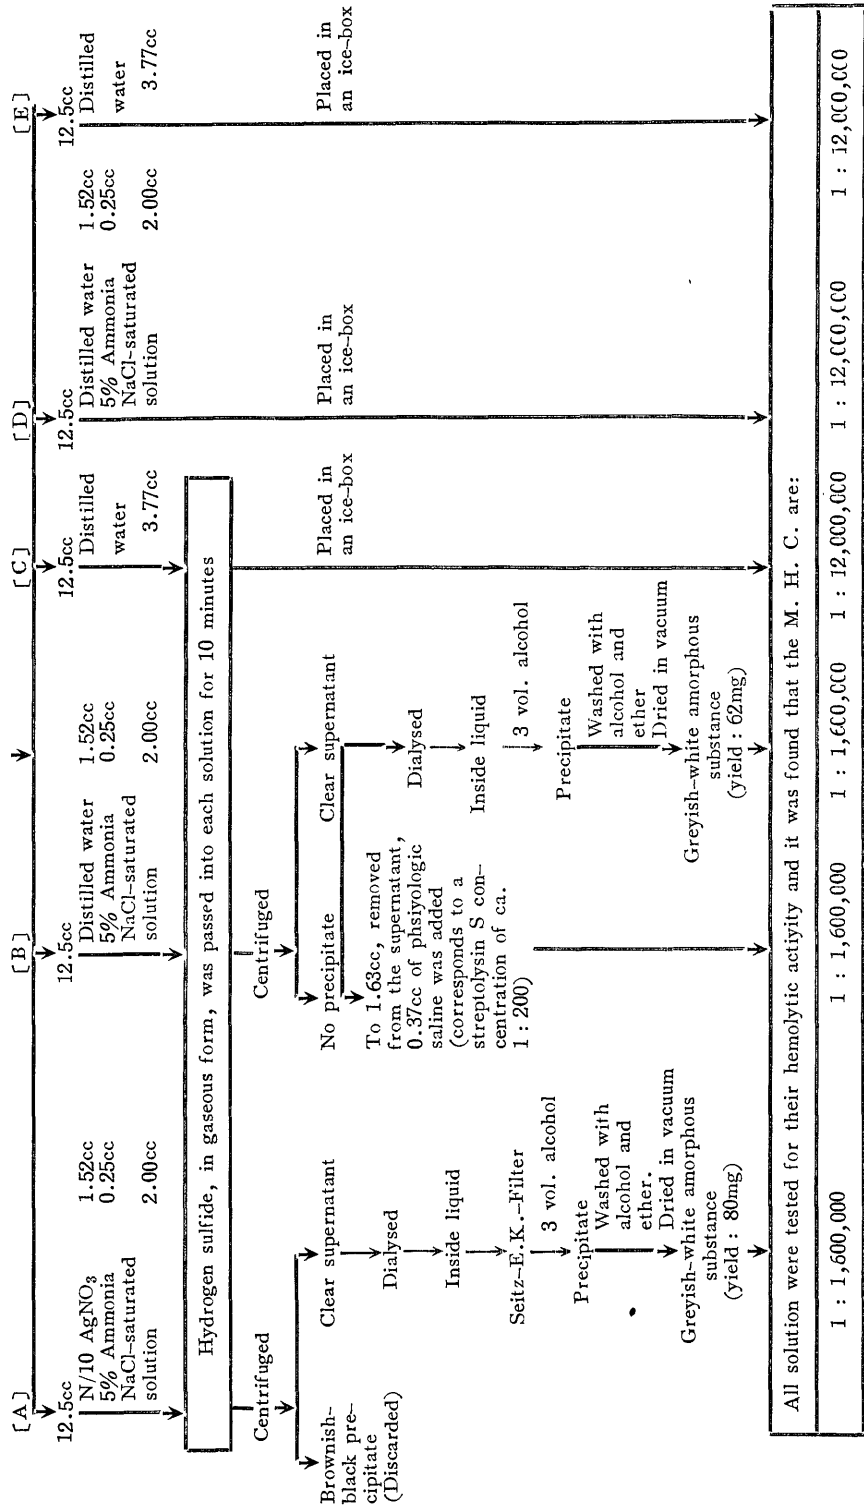 [A]
[B]
[C]
[D]
[E]
12.5cc
N/10 AgNO₃ 1.52cc
5% Ammonia 0.25cc
NaCl-saturated
solution 2.00cc
12.5cc
Distilled water 1.52cc
5% Ammonia 0.25cc
NaCl-saturated
solution 2.00cc
12.5cc
Distilled
water 3.77cc
12.5cc
Distilled water 1.52cc
5% Ammonia 0.25cc
NaCl-saturated
solution 2.00cc
12.5cc
Distilled
water 3.77cc
Hydrogen sulfide, in gaseous form, was passed into each solution for 10 minutes
Centrifuged
Brownish-
black pre-
cipitate
(Discarded)
Clear supernatant
Dialysed
Inside liquid
Seitz-E.K.-Filter
3 vol. alcohol
Precipitate
Washed with
alcohol and
ether.
Dried in vacuum
Greyish-white amorphous
substance
(yield : 80mg)
Centrifuged
No precipitate
To 1.63cc, removed
from the supernatant,
0.37cc of phsiyologic
saline was added
(corresponds to a
streptolysin S con-
centration of ca.
1 : 200)
Clear supernatant
Dialysed
Inside liquid
3 vol. alcohol
Precipitate
Washed with
alcohol and
ether
Dried in vacuum
Greyish-white amorphous
substance
(yield : 62mg)
Placed in
an ice-box
Placed in
an ice-box
Placed in
an ice-box
All solution were tested for their hemolytic activity and it was found that the M. H. C. are:
1 : 1,600,000
1 : 1,600,000
1 : 1,600,000
1 : 12,000,000
1 : 12,000,000
1 : 12,000,000